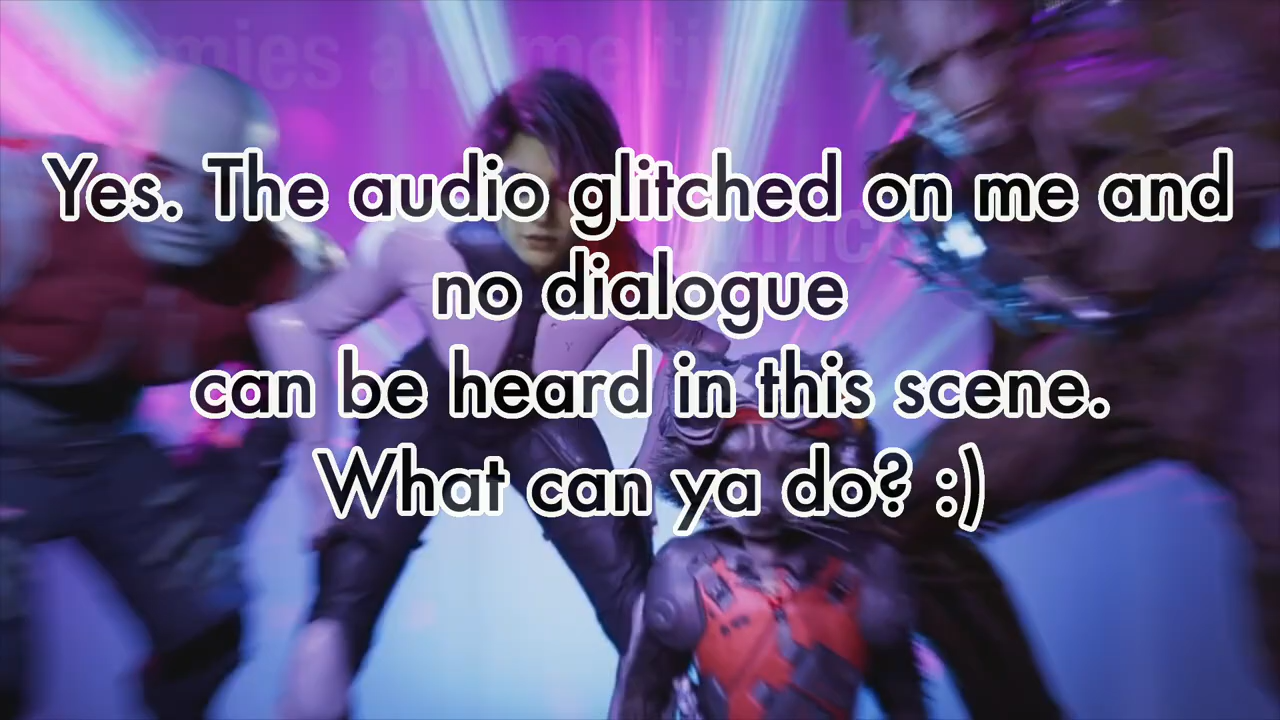 Yes. The audio glitched on me and
no dialogue
can be heard in this scene.
What can ya do? :)